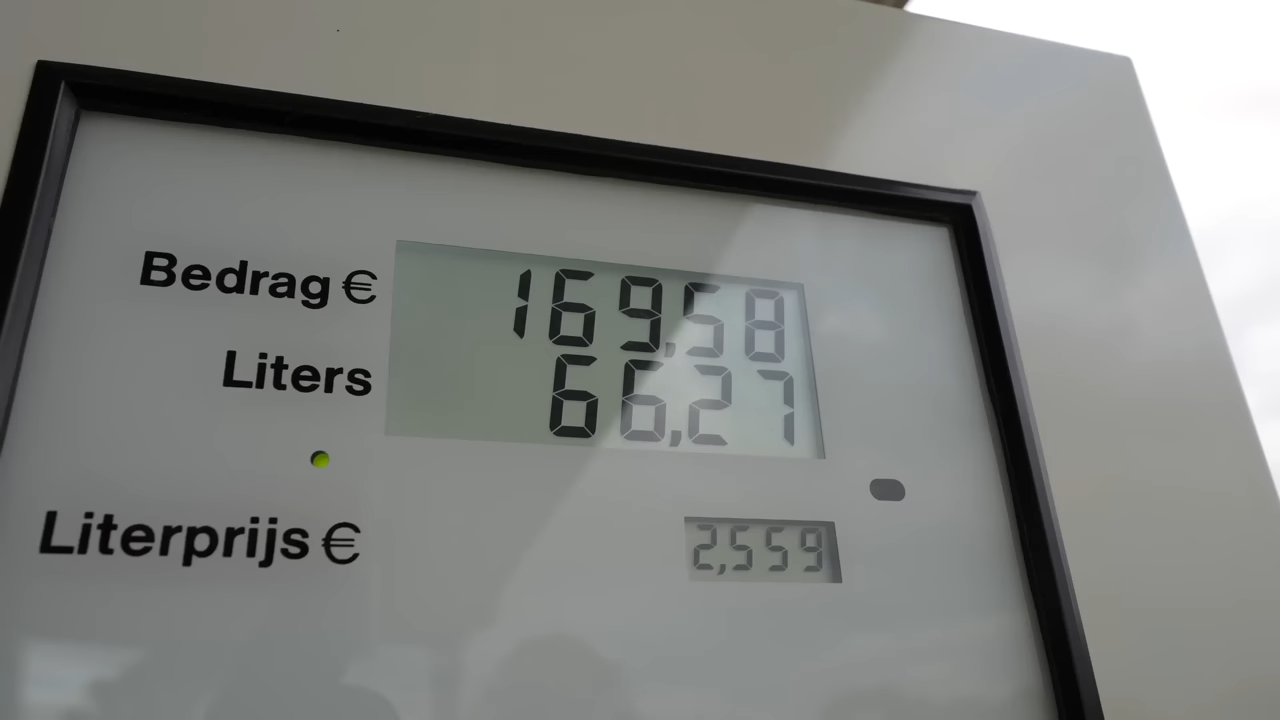 Bedrag € 169,58
Liters 66,27
Literprijs € 2,559